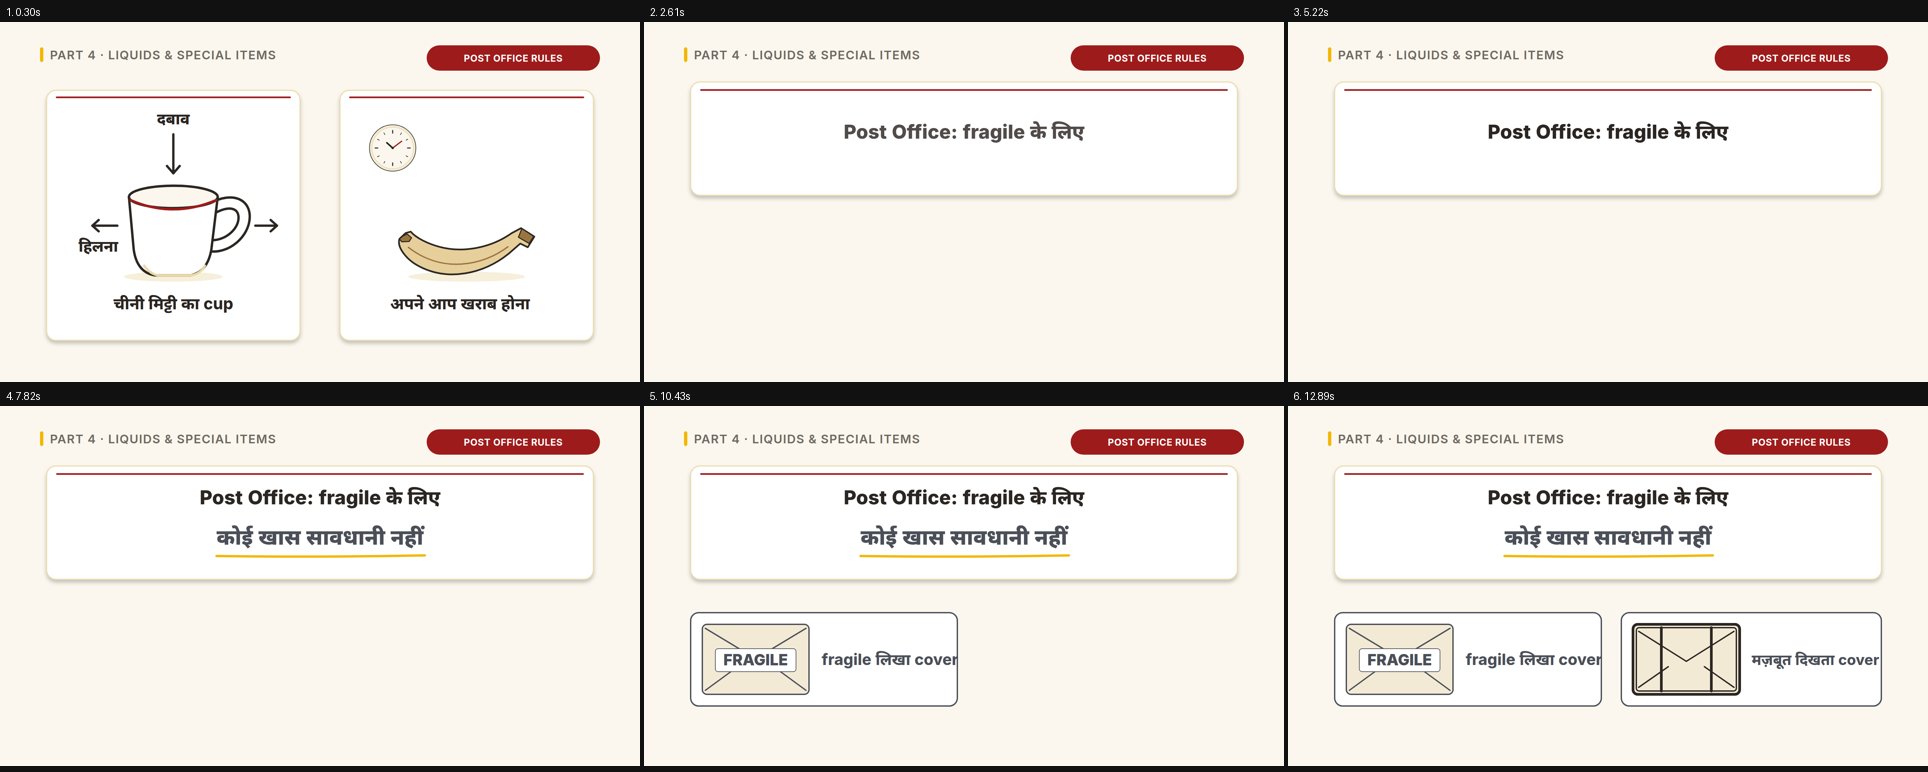 1. 0.30s
PART 4 · LIQUIDS & SPECIAL ITEMS
POST OFFICE RULES
दबाव
हिलना
चीनी मिट्टी का cup
अपने आप खराब होना
2. 2.61s
PART 4 · LIQUIDS & SPECIAL ITEMS
POST OFFICE RULES
Post Office: fragile के लिए
3. 5.22s
PART 4 · LIQUIDS & SPECIAL ITEMS
POST OFFICE RULES
Post Office: fragile के लिए
4. 7.82s
PART 4 · LIQUIDS & SPECIAL ITEMS
POST OFFICE RULES
Post Office: fragile के लिए
कोई खास सावधानी नहीं
5. 10.43s
PART 4 · LIQUIDS & SPECIAL ITEMS
POST OFFICE RULES
Post Office: fragile के लिए
कोई खास सावधानी नहीं
FRAGILE
fragile लिखा cover
6. 12.89s
PART 4 · LIQUIDS & SPECIAL ITEMS
POST OFFICE RULES
Post Office: fragile के लिए
कोई खास सावधानी नहीं
FRAGILE
fragile लिखा cover
मज़बूत दिखता cover